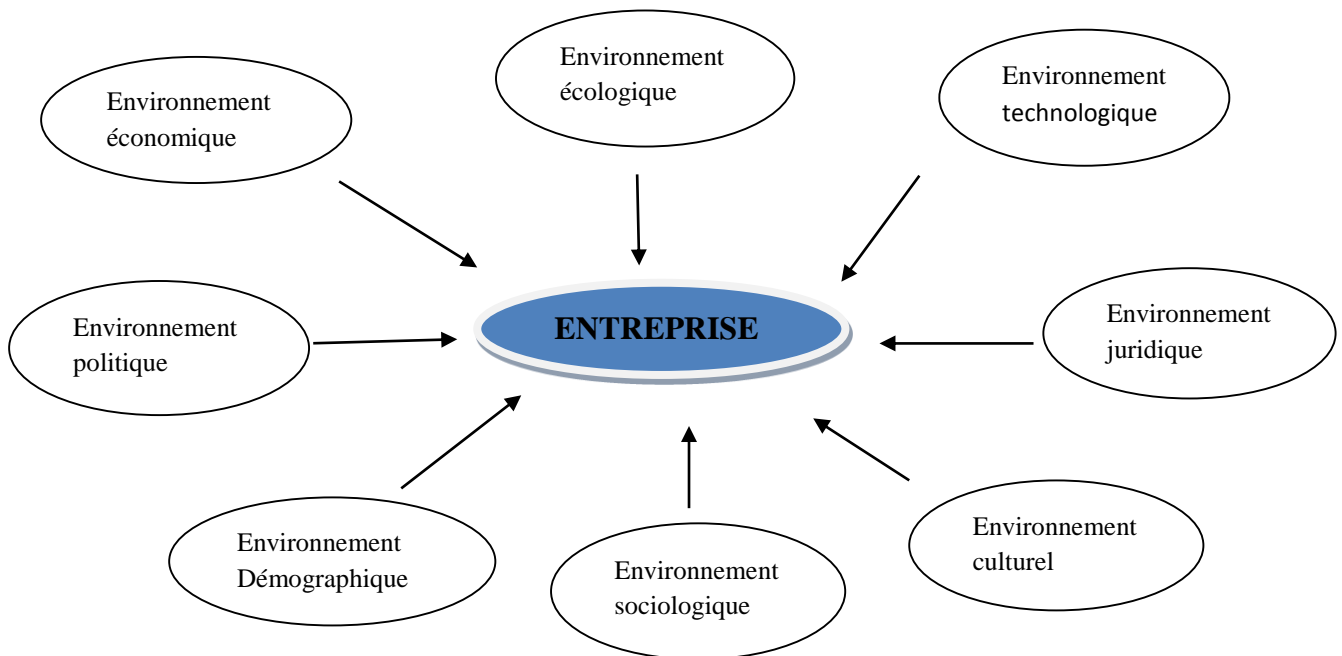 Environnement
économique
Environnement
écologique
Environnement
technologique
Environnement
politique
ENTREPRISE
Environnement
juridique
Environnement
Démographique
Environnement
sociologique
Environnement
culturel